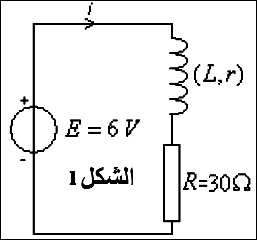 i
+
(L,r)
E = 6 V
-
الشكل 1
R=30Ω